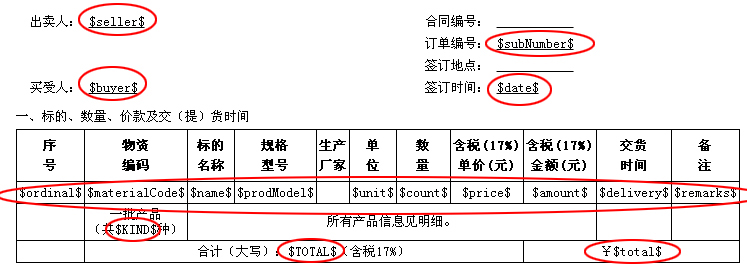 出卖人： $seller$ 合同编号：
订单编号：$subNumber$
签订地点：
买受人： $buyer$ 签订时间： $date$
一、标的、数量、价款及交（提）货时间
序号 物资编码 标的名称 规格型号 生产厂家 单位 数量 含税(17%)单价(元) 含税(17%)金额(元) 交货时间 备注
$ordinal$ $materialCode$ $name$ $prodModel$ $unit$ $count$ $price$ $amount$ $delivery$ $remarks$
一批产品
（共$KIND$种） 所有产品信息见明细。
合计（大写）：$TOTAL$（含税17%） ￥$total$